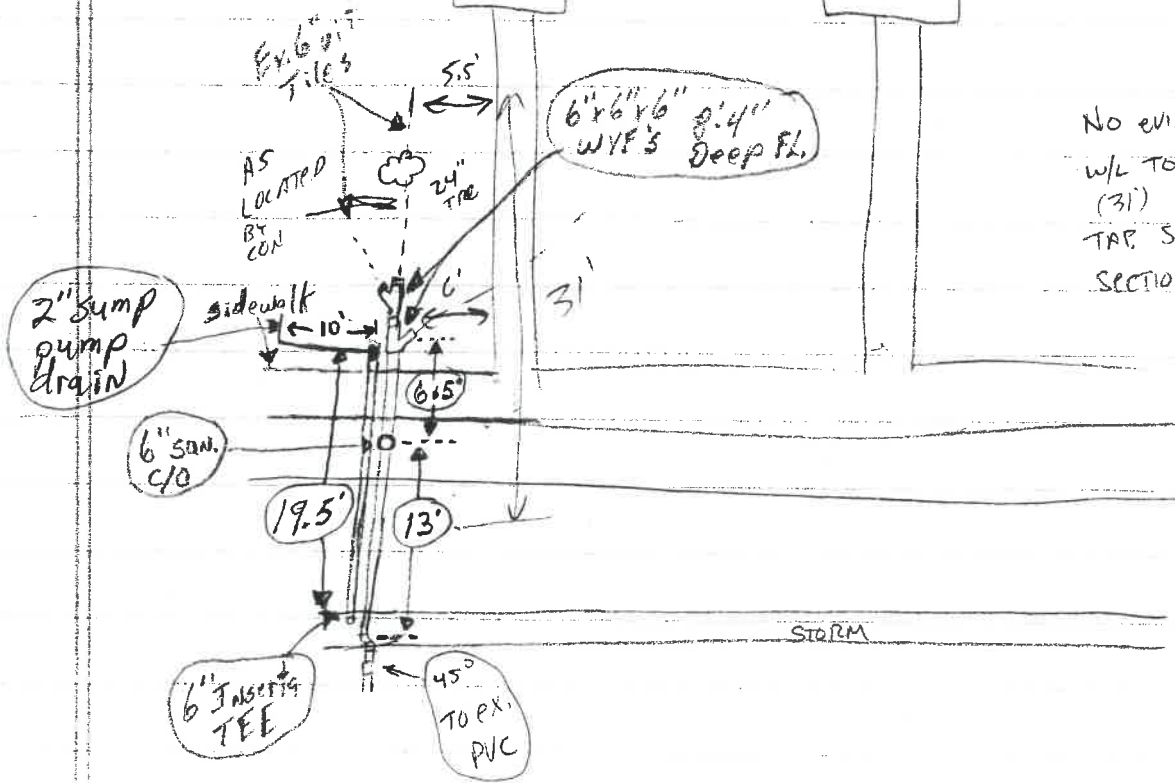 Ex. 6"
Tiles
5.5'
6"x6"x6" 8'.4"
WYE'S Deep FL.
No evi
W/L TO
(31')
TAP. S
SECTIO
AS
LOCATED
BY
CON
24"
TREE
2" sump
pump
drain
sidewalk
10'
6'
31'
6.5'
6" SAN.
C/O
19.5'
13'
STORM
6" Inserta
TEE
45°
To ex.
PVC